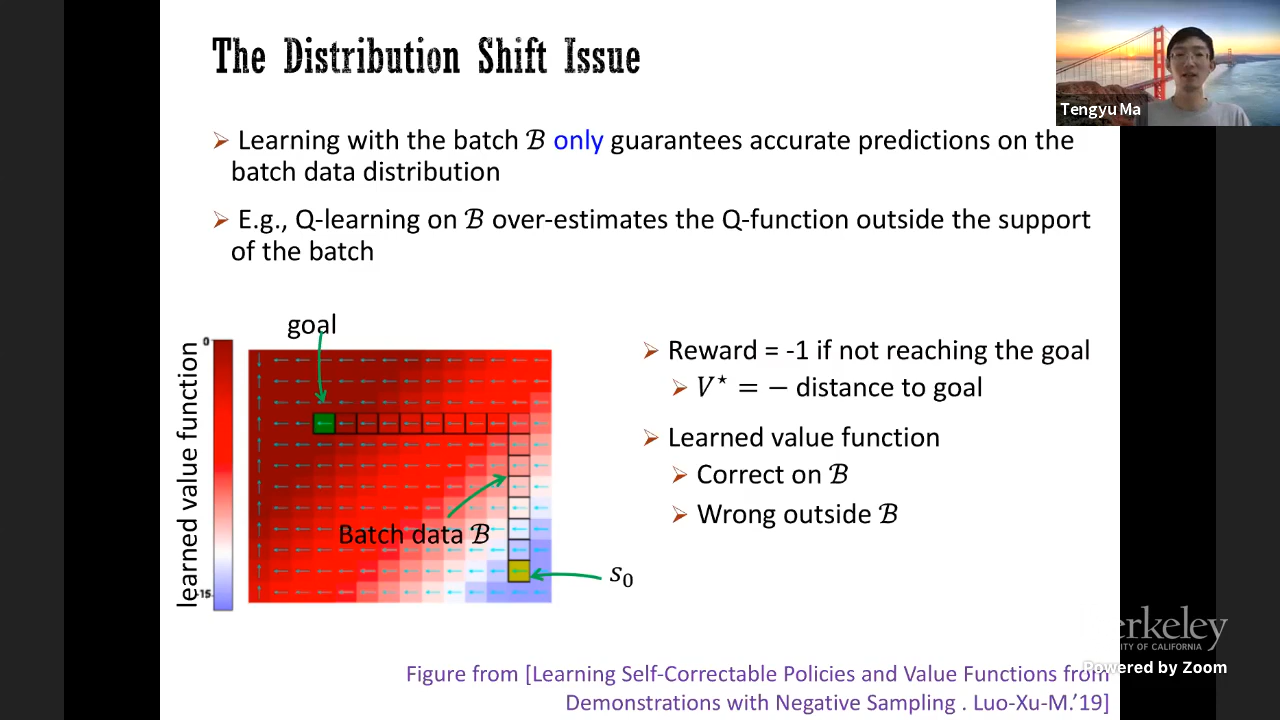 The Distribution Shift Issue
Tengyu Ma
Learning with the batch ℬ only guarantees accurate predictions on the
batch data distribution
E.g., Q-learning on ℬ over-estimates the Q-function outside the support
of the batch
goal
0
learned value function
-15
Batch data ℬ
s₀
Reward = -1 if not reaching the goal
V⋆ = − distance to goal
Learned value function
Correct on ℬ
Wrong outside ℬ
erkeley
TY OF CALIFORNIA
Powered by Zoom
Figure from [Learning Self-Correctable Policies and Value Functions from
Demonstrations with Negative Sampling . Luo-Xu-M.'19]